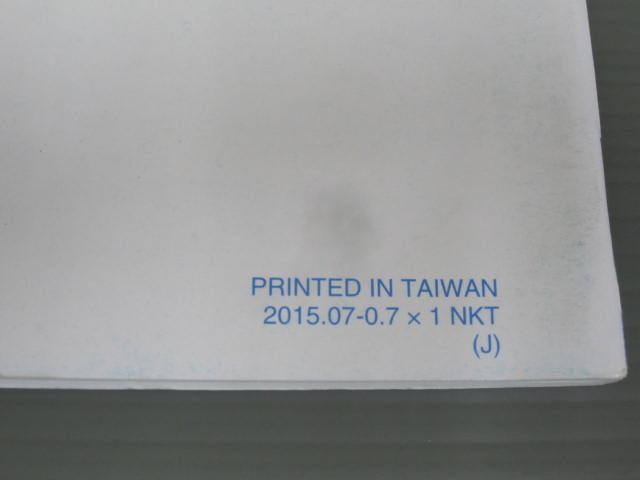 PRINTED IN TAIWAN
2015.07-0.7 × 1 NKT
(J)